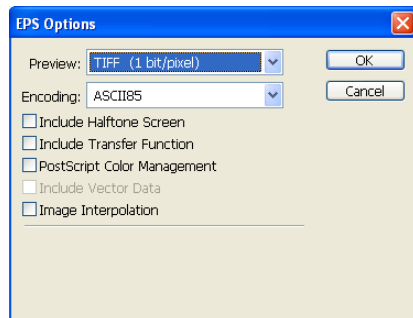 EPS Options
Preview: TIFF (1 bit/pixel)
OK
Encoding: ASCII85
Cancel
Include Halftone Screen
Include Transfer Function
PostScript Color Management
Include Vector Data
Image Interpolation